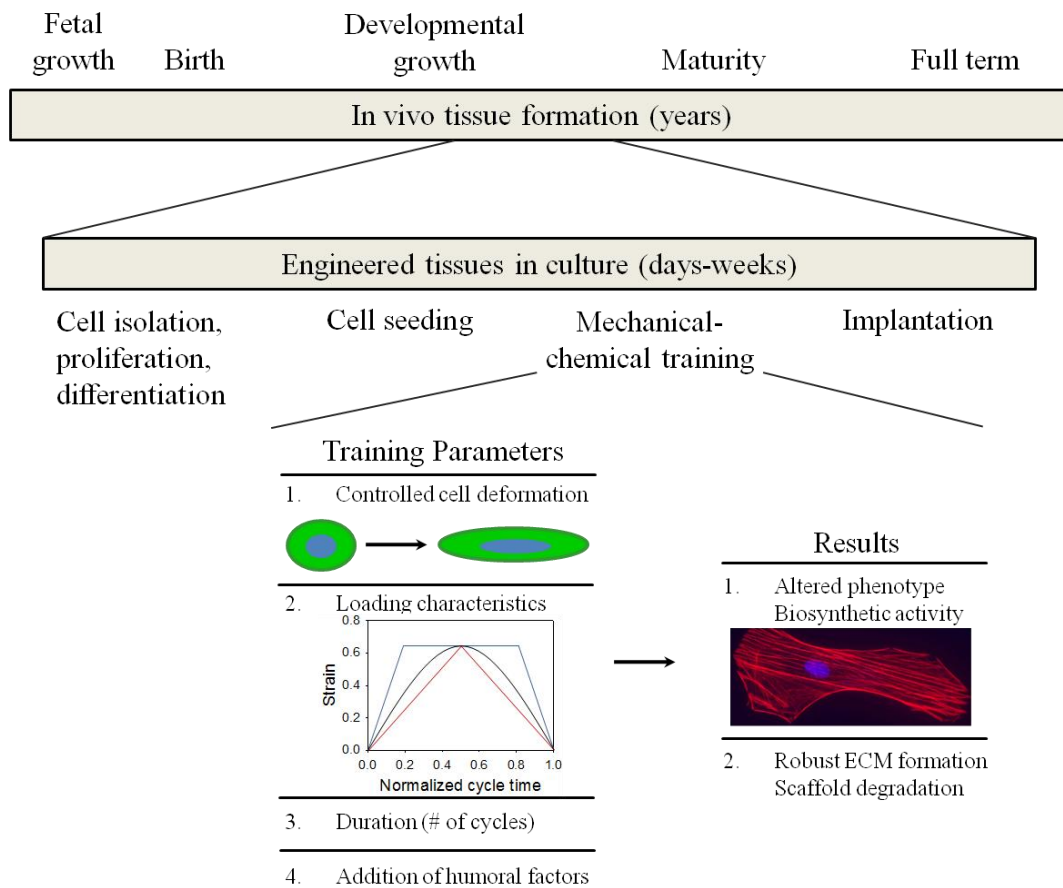 Fetal growth
Birth
Developmental growth
Maturity
Full term
In vivo tissue formation (years)
Engineered tissues in culture (days-weeks)
Cell isolation,
proliferation,
differentiation
Cell seeding
Mechanical-
chemical training
Implantation
Training Parameters
1. Controlled cell deformation
2. Loading characteristics
0.8
0.6
0.4
0.2
0.0
Strain
0.0 0.2 0.4 0.6 0.8 1.0
Normalized cycle time
3. Duration (# of cycles)
4. Addition of humoral factors
Results
1. Altered phenotype
Biosynthetic activity
2. Robust ECM formation
Scaffold degradation